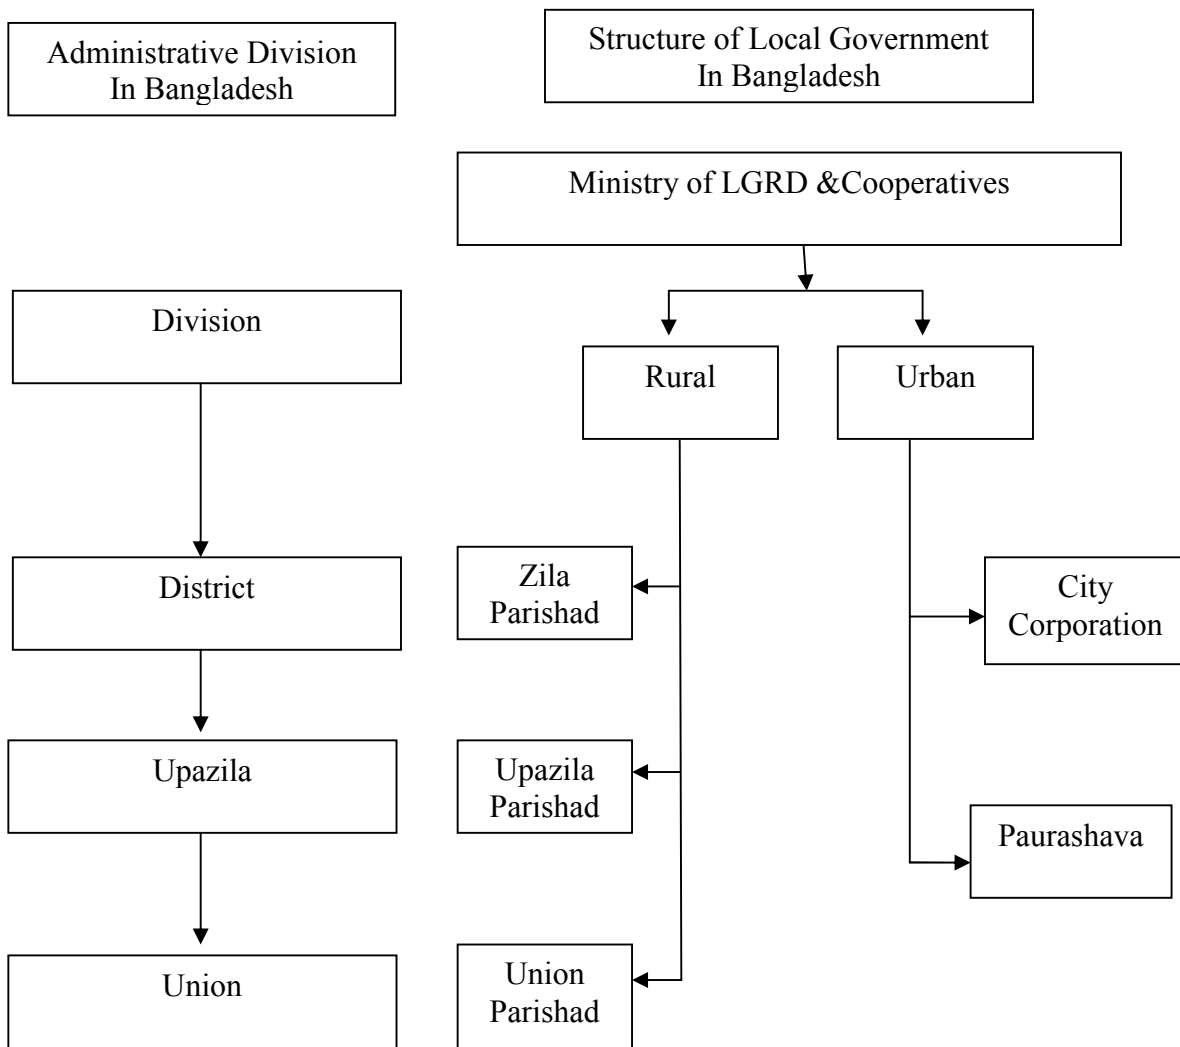 Administrative Division
In Bangladesh
Structure of Local Government
In Bangladesh
Ministry of LGRD &Cooperatives
Division
Rural
Urban
District
Zila
Parishad
City
Corporation
Upazila
Upazila
Parishad
Paurashava
Union
Union
Parishad